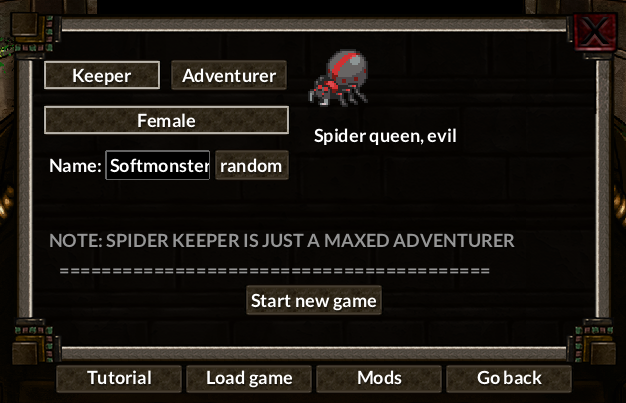 Keeper Adventurer
Female
Spider queen, evil
Name: Softmonster random
NOTE: SPIDER KEEPER IS JUST A MAXED ADVENTURER
=========================================
Start new game
Tutorial Load game Mods Go back